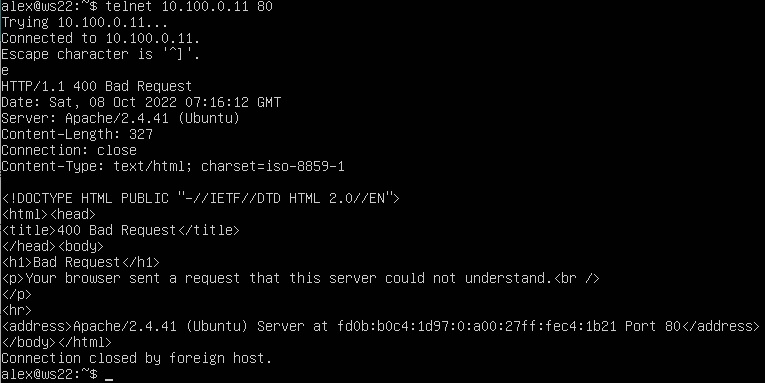 alex@ws22:~$ telnet 10.100.0.11 80
Trying 10.100.0.11...
Connected to 10.100.0.11.
Escape character is '^]'.
e
HTTP/1.1 400 Bad Request
Date: Sat, 08 Oct 2022 07:16:12 GMT
Server: Apache/2.4.41 (Ubuntu)
Content-Length: 327
Connection: close
Content-Type: text/html; charset=iso-8859-1

<!DOCTYPE HTML PUBLIC "-//IETF//DTD HTML 2.0//EN">
<html><head>
<title>400 Bad Request</title>
</head><body>
<h1>Bad Request</h1>
<p>Your browser sent a request that this server could not understand.<br />
</p>
<hr>
<address>Apache/2.4.41 (Ubuntu) Server at fd0b:b0c4:1d97:0:a00:27ff:fec4:1b21 Port 80</address>
</body></html>
Connection closed by foreign host.
alex@ws22:~$ _